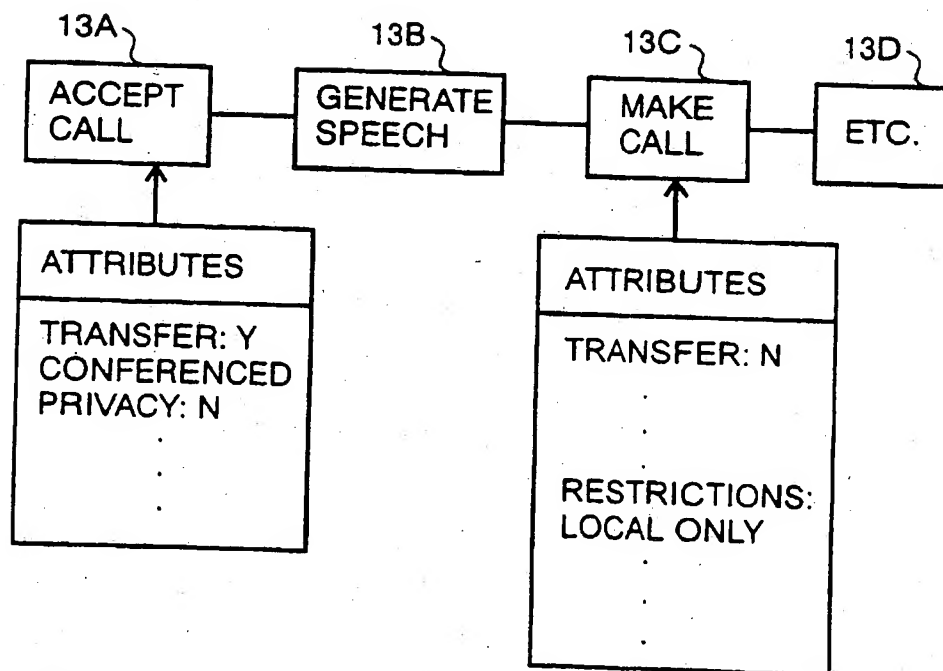 13A
13B
13C
13D
ACCEPT
CALL
GENERATE
SPEECH
MAKE
CALL
ETC.
ATTRIBUTES
TRANSFER: Y
CONFERENCED
PRIVACY: N
.
.
.
ATTRIBUTES
TRANSFER: N
.
.
.
RESTRICTIONS:
LOCAL ONLY
.
.
.